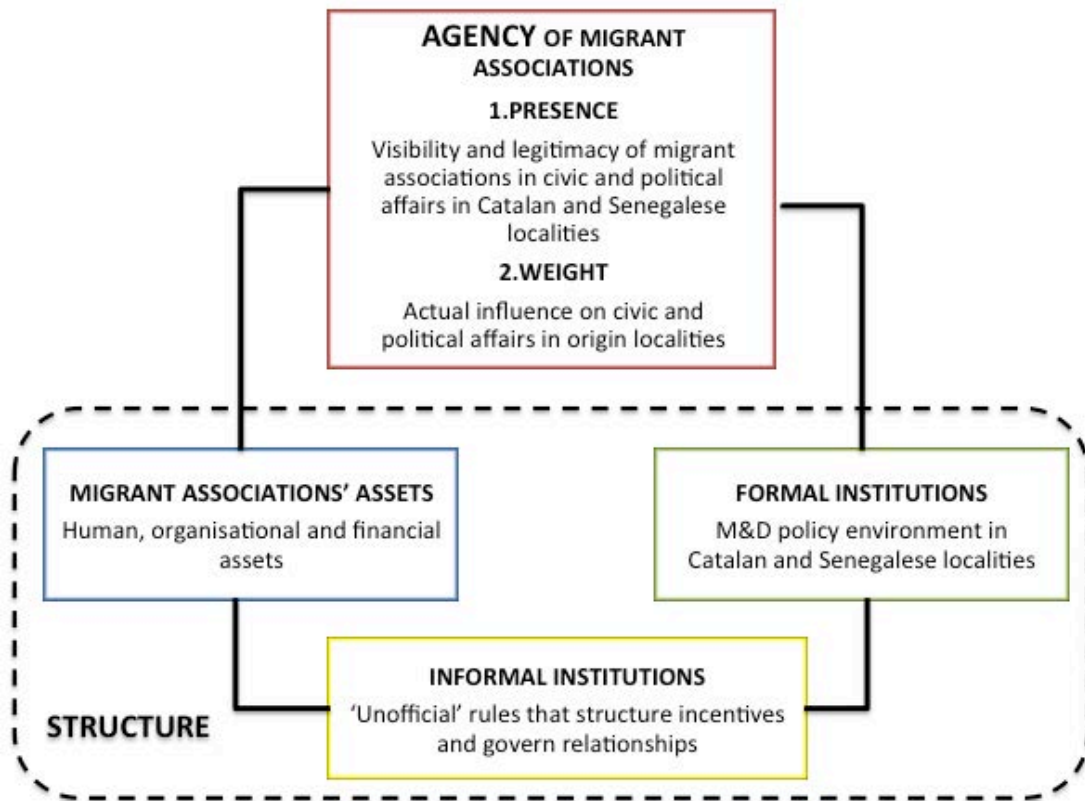 AGENCY OF MIGRANT
ASSOCIATIONS
1.PRESENCE
Visibility and legitimacy of migrant
associations in civic and political
affairs in Catalan and Senegalese
localities
2.WEIGHT
Actual influence on civic and
political affairs in origin localities
MIGRANT ASSOCIATIONS’ ASSETS
Human, organisational and financial
assets
FORMAL INSTITUTIONS
M&D policy environment in
Catalan and Senegalese localities
INFORMAL INSTITUTIONS
‘Unofficial’ rules that structure incentives
and govern relationships
STRUCTURE